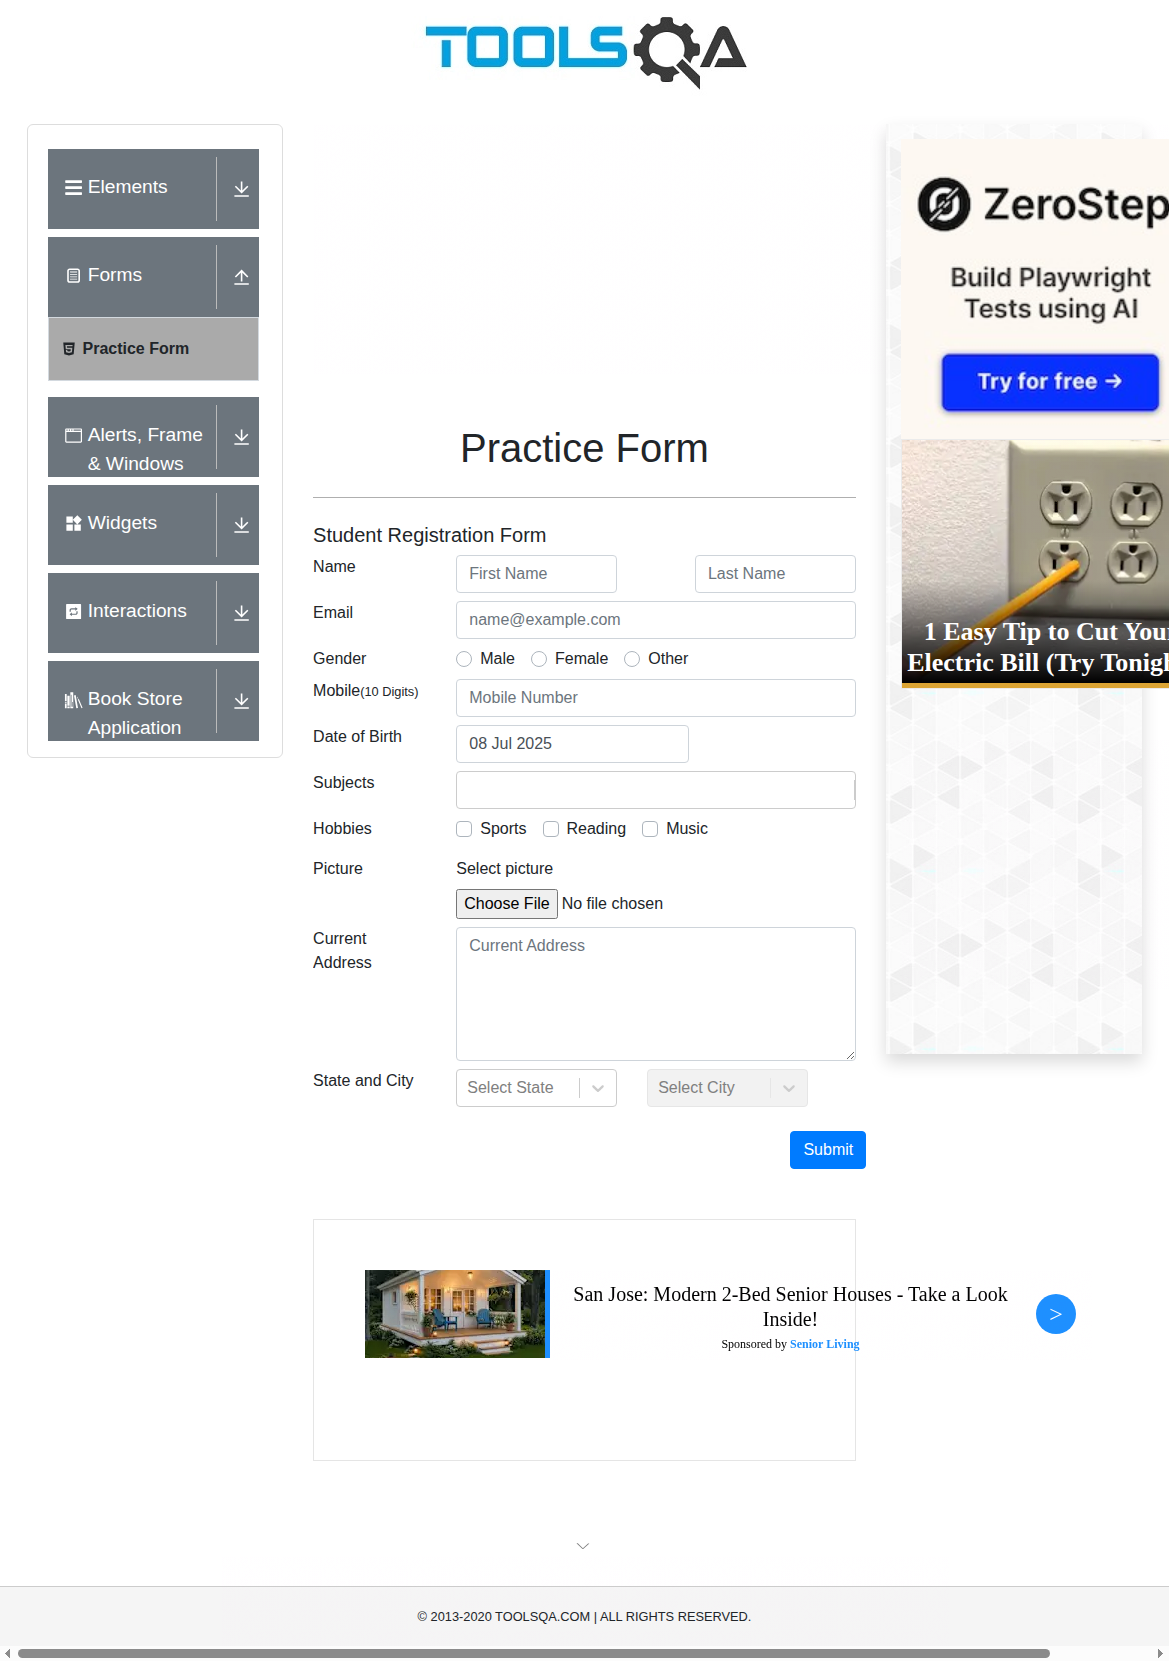 TOOLSQA
Elements
Forms
Practice Form
Alerts, Frame
& Windows
Widgets
Interactions
Book Store
Application
Practice Form
Student Registration Form
Name
First Name
Last Name
Email
name@example.com
Gender
Male
Female
Other
Mobile(10 Digits)
Mobile Number
Date of Birth
08 Jul 2025
Subjects
Hobbies
Sports
Reading
Music
Picture
Select picture
Choose File No file chosen
Current
Address
Current Address
State and City
Select State
Select City
Submit
ZeroStep
Build Playwright
Tests using AI
Try for free →
1 Easy Tip to Cut Your
Electric Bill (Try Tonigh
San Jose: Modern 2-Bed Senior Houses - Take a Look
Inside!
Sponsored by Senior Living
>
© 2013-2020 TOOLSQA.COM | ALL RIGHTS RESERVED.